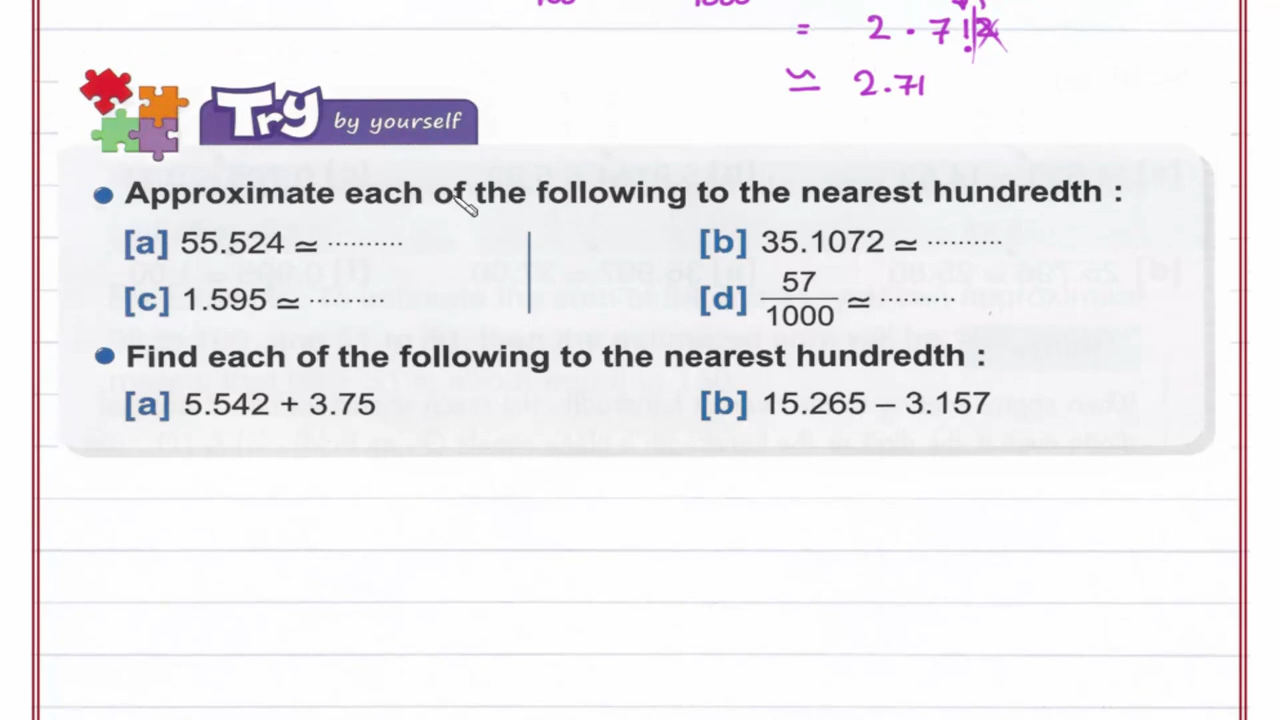 = 2.71
≃ 2.71
Try by yourself
• Approximate each of the following to the nearest hundredth :
[a] 55.524 ≃ ·········
[b] 35.1072 ≃ ·········
[c] 1.595 ≃ ·········
[d] 57/1000 ≃ ·········
• Find each of the following to the nearest hundredth :
[a] 5.542 + 3.75
[b] 15.265 – 3.157